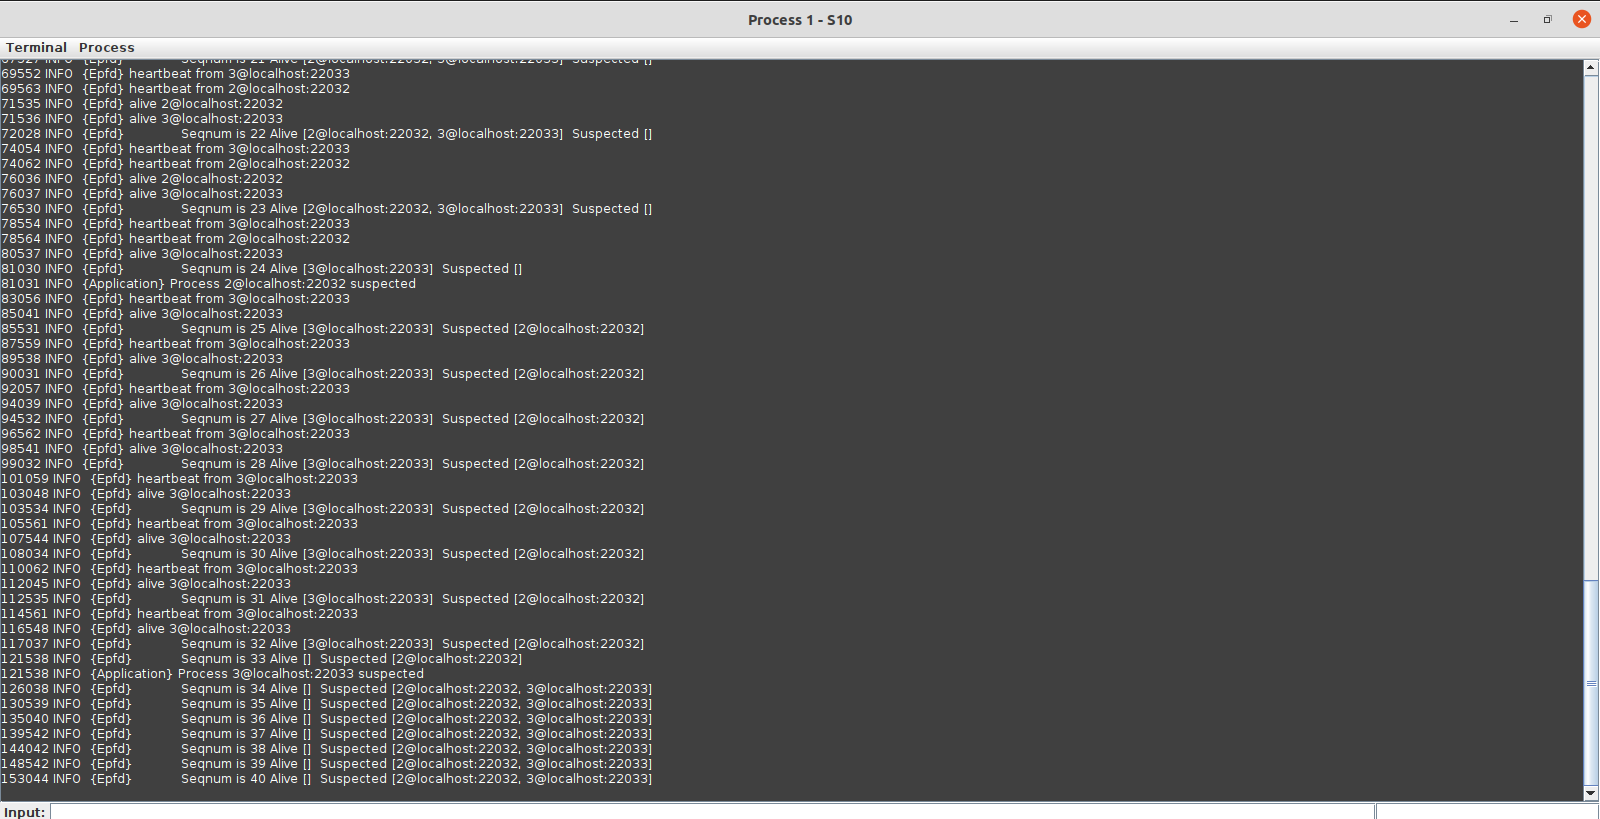 Process 1 - S10
Terminal Process
67527 INFO {Epfd} Seqnum is 21 Alive [2@localhost:22032, 3@localhost:22033] Suspected []
69552 INFO {Epfd} heartbeat from 3@localhost:22033
69563 INFO {Epfd} heartbeat from 2@localhost:22032
71535 INFO {Epfd} alive 2@localhost:22032
71536 INFO {Epfd} alive 3@localhost:22033
72028 INFO {Epfd} Seqnum is 22 Alive [2@localhost:22032, 3@localhost:22033] Suspected []
74054 INFO {Epfd} heartbeat from 3@localhost:22033
74062 INFO {Epfd} heartbeat from 2@localhost:22032
76036 INFO {Epfd} alive 2@localhost:22032
76037 INFO {Epfd} alive 3@localhost:22033
76530 INFO {Epfd} Seqnum is 23 Alive [2@localhost:22032, 3@localhost:22033] Suspected []
78554 INFO {Epfd} heartbeat from 3@localhost:22033
78564 INFO {Epfd} heartbeat from 2@localhost:22032
80537 INFO {Epfd} alive 3@localhost:22033
81030 INFO {Epfd} Seqnum is 24 Alive [3@localhost:22033] Suspected []
81031 INFO {Application} Process 2@localhost:22032 suspected
83056 INFO {Epfd} heartbeat from 3@localhost:22033
85041 INFO {Epfd} alive 3@localhost:22033
85531 INFO {Epfd} Seqnum is 25 Alive [3@localhost:22033] Suspected [2@localhost:22032]
87559 INFO {Epfd} heartbeat from 3@localhost:22033
89538 INFO {Epfd} alive 3@localhost:22033
90031 INFO {Epfd} Seqnum is 26 Alive [3@localhost:22033] Suspected [2@localhost:22032]
92057 INFO {Epfd} heartbeat from 3@localhost:22033
94039 INFO {Epfd} alive 3@localhost:22033
94532 INFO {Epfd} Seqnum is 27 Alive [3@localhost:22033] Suspected [2@localhost:22032]
96562 INFO {Epfd} heartbeat from 3@localhost:22033
98541 INFO {Epfd} alive 3@localhost:22033
99032 INFO {Epfd} Seqnum is 28 Alive [3@localhost:22033] Suspected [2@localhost:22032]
101059 INFO {Epfd} heartbeat from 3@localhost:22033
103048 INFO {Epfd} alive 3@localhost:22033
103534 INFO {Epfd} Seqnum is 29 Alive [3@localhost:22033] Suspected [2@localhost:22032]
105561 INFO {Epfd} heartbeat from 3@localhost:22033
107544 INFO {Epfd} alive 3@localhost:22033
108034 INFO {Epfd} Seqnum is 30 Alive [3@localhost:22033] Suspected [2@localhost:22032]
110062 INFO {Epfd} heartbeat from 3@localhost:22033
112045 INFO {Epfd} alive 3@localhost:22033
112535 INFO {Epfd} Seqnum is 31 Alive [3@localhost:22033] Suspected [2@localhost:22032]
114561 INFO {Epfd} heartbeat from 3@localhost:22033
116548 INFO {Epfd} alive 3@localhost:22033
117037 INFO {Epfd} Seqnum is 32 Alive [3@localhost:22033] Suspected [2@localhost:22032]
121538 INFO {Epfd} Seqnum is 33 Alive [] Suspected [2@localhost:22032]
121538 INFO {Application} Process 3@localhost:22033 suspected
126038 INFO {Epfd} Seqnum is 34 Alive [] Suspected [2@localhost:22032, 3@localhost:22033]
130539 INFO {Epfd} Seqnum is 35 Alive [] Suspected [2@localhost:22032, 3@localhost:22033]
135040 INFO {Epfd} Seqnum is 36 Alive [] Suspected [2@localhost:22032, 3@localhost:22033]
139542 INFO {Epfd} Seqnum is 37 Alive [] Suspected [2@localhost:22032, 3@localhost:22033]
144042 INFO {Epfd} Seqnum is 38 Alive [] Suspected [2@localhost:22032, 3@localhost:22033]
148542 INFO {Epfd} Seqnum is 39 Alive [] Suspected [2@localhost:22032, 3@localhost:22033]
153044 INFO {Epfd} Seqnum is 40 Alive [] Suspected [2@localhost:22032, 3@localhost:22033]
Input: